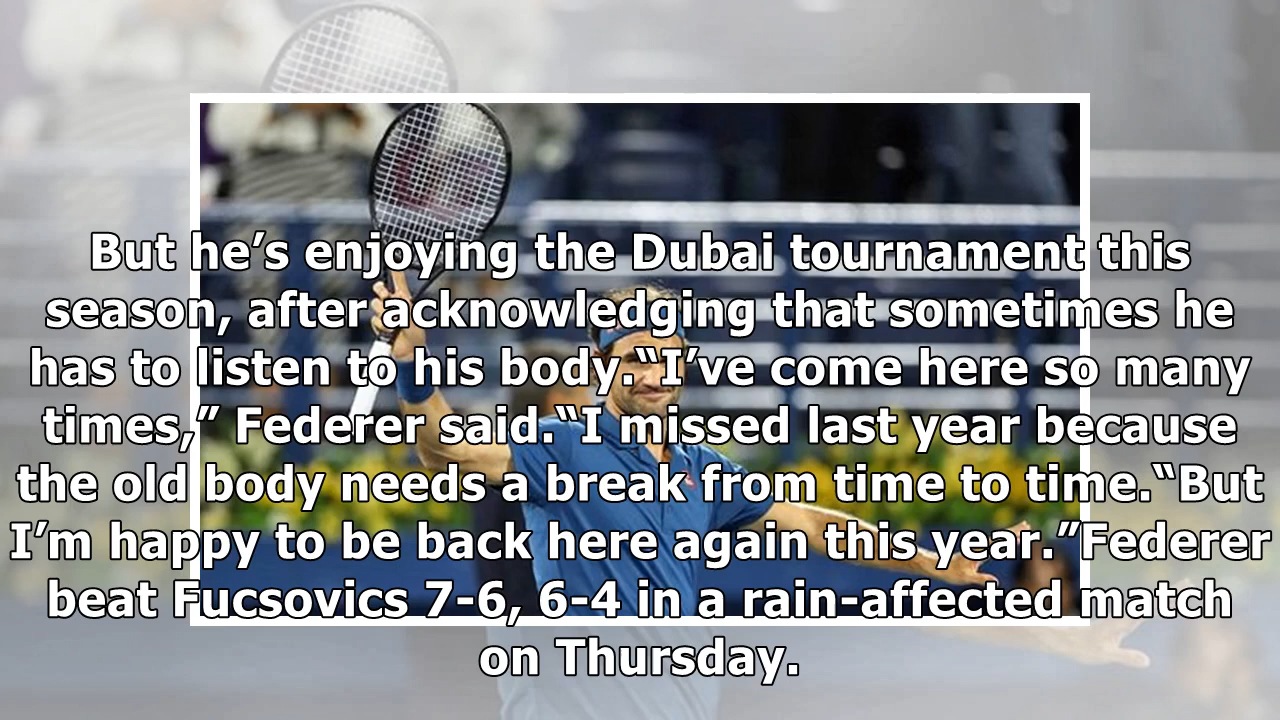 But he’s enjoying the Dubai tournament this
season, after acknowledging that sometimes he
has to listen to his body.“I’ve come here so many
times,” Federer said.“I missed last year because
the old body needs a break from time to time.“But
I’m happy to be back here again this year.”Federer
beat Fucsovics 7-6, 6-4 in a rain-affected match
on Thursday.